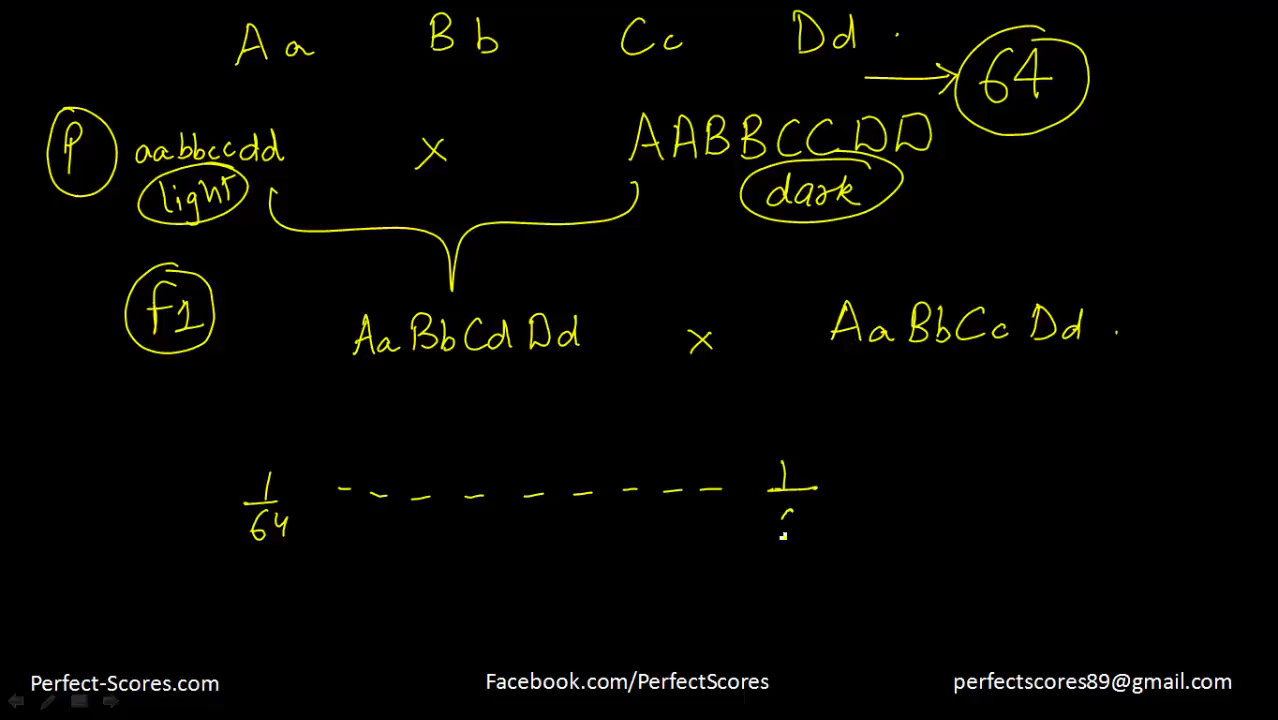 Aa Bb Cc Dd .
64
P aabbccdd x AABBCCDD
light dark
f1 AaBbCdDd x AaBbCcDd .
1/64 - - - - - - - - - 1/
Perfect-Scores.com Facebook.com/PerfectScores perfectscores89@gmail.com